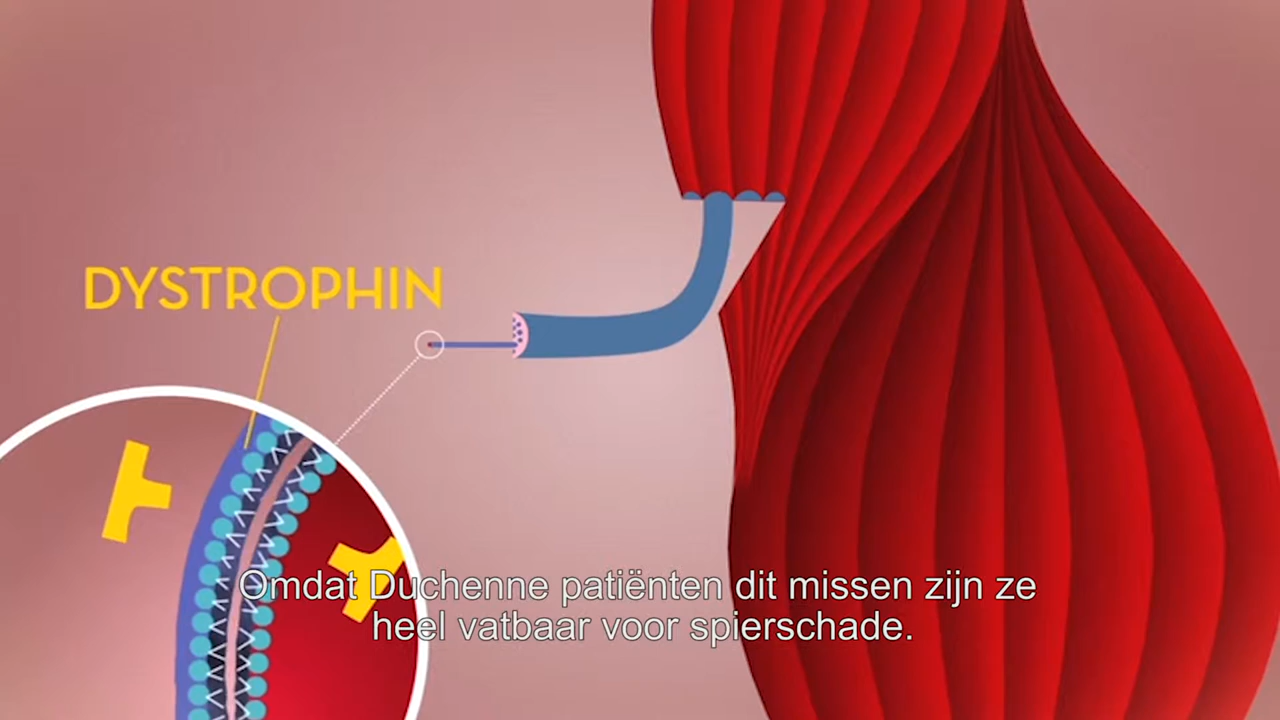 DYSTROPHIN
Omdat Duchenne patiënten dit missen zijn ze
heel vatbaar voor spierschade.